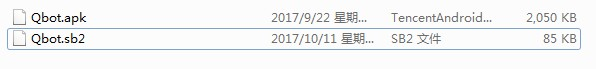 Qbot.apk 2017/9/22 星期... TencentAndroid... 2,050 KB
Qbot.sb2 2017/10/11 星期... SB2 文件 85 KB